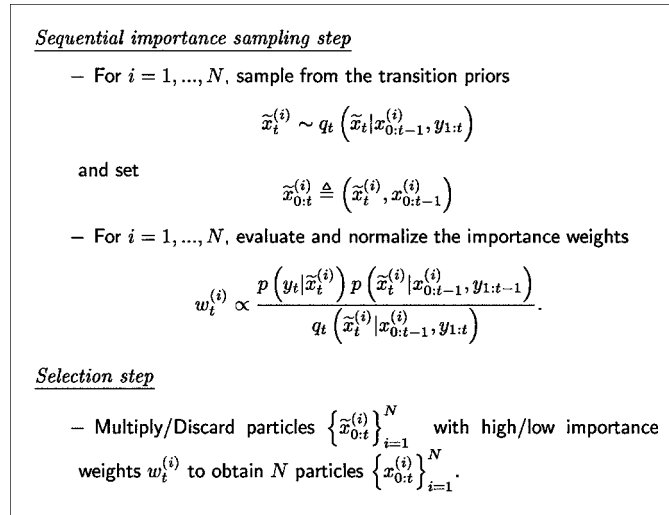 Sequential importance sampling step
– For i = 1, ..., N, sample from the transition priors
x̃_t^{(i)} ∼ q_t (x̃_t|x_{0:t−1}^{(i)}, y_{1:t})
and set
x̃_{0:t}^{(i)} ≜ (x̃_t^{(i)}, x_{0:t−1}^{(i)})
– For i = 1, ..., N, evaluate and normalize the importance weights
w_t^{(i)} ∝ \frac{p (y_t|x̃_t^{(i)}) p (x̃_t^{(i)}|x_{0:t−1}^{(i)}, y_{1:t−1})}{q_t (x̃_t^{(i)}|x_{0:t−1}^{(i)}, y_{1:t})}.
Selection step
– Multiply/Discard particles {x̃_{0:t}^{(i)}}_{i=1}^{N} with high/low importance
weights w_t^{(i)} to obtain N particles {x_{0:t}^{(i)}}_{i=1}^{N}.